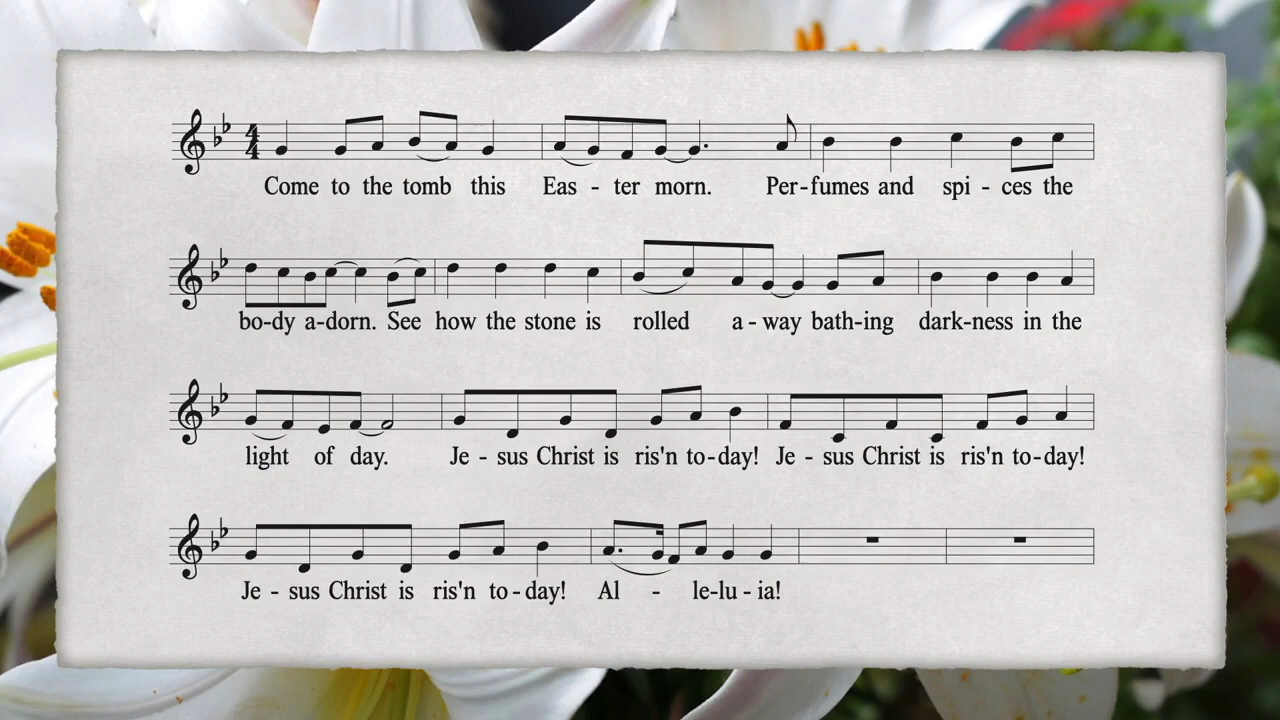 Come to the tomb this Eas - ter morn. Per-fumes and spi - ces the
bo-dy a-dorn. See how the stone is rolled a - way bath-ing dark-ness in the
light of day. Je - sus Christ is ris'n to-day! Je - sus Christ is ris'n to-day!
Je - sus Christ is ris'n to-day! Al - le-lu - ia!